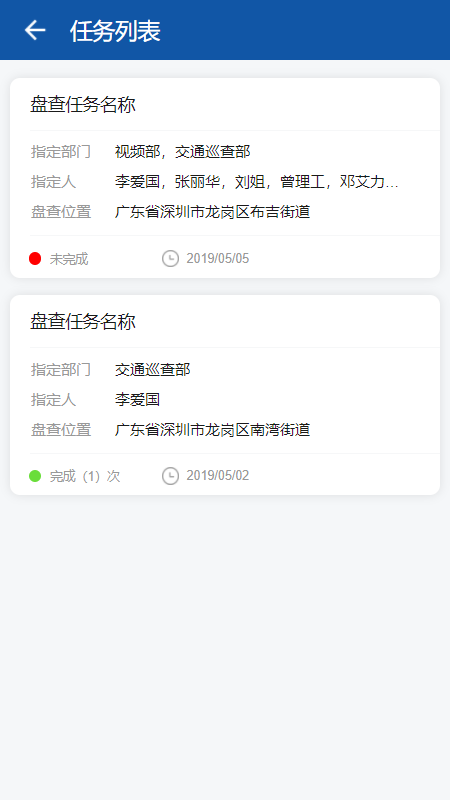 任务列表
盘查任务名称
指定部门 视频部，交通巡查部
指定人 李爱国，张丽华，刘姐，曾理工，邓艾力...
盘查位置 广东省深圳市龙岗区布吉街道
未完成 2019/05/05
盘查任务名称
指定部门 交通巡查部
指定人 李爱国
盘查位置 广东省深圳市龙岗区南湾街道
完成（1）次 2019/05/02